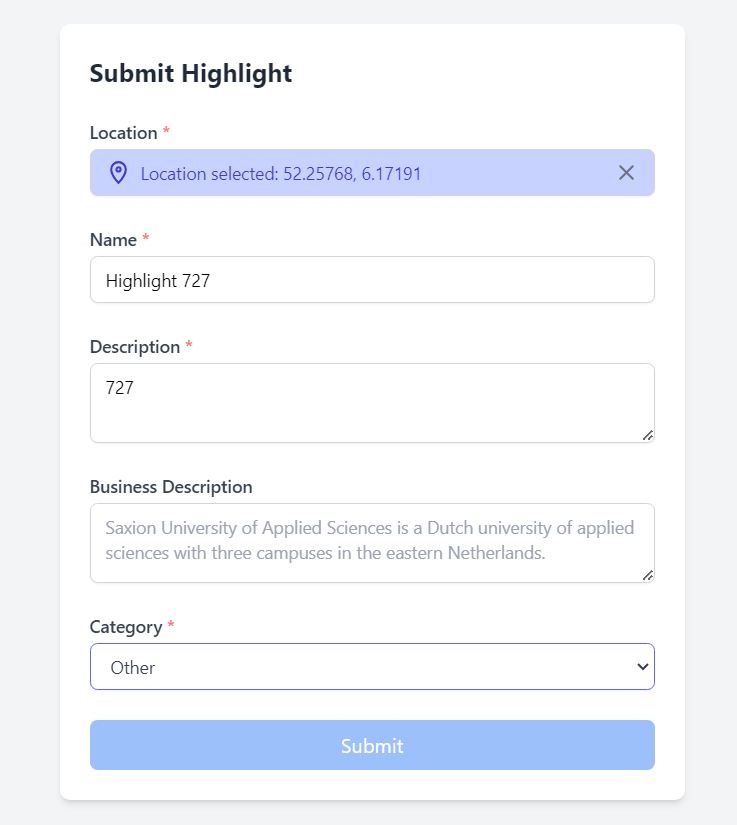 Submit Highlight
Location *
Location selected: 52.25768, 6.17191
Name *
Highlight 727
Description *
727
Business Description
Saxion University of Applied Sciences is a Dutch university of applied
sciences with three campuses in the eastern Netherlands.
Category *
Other
Submit